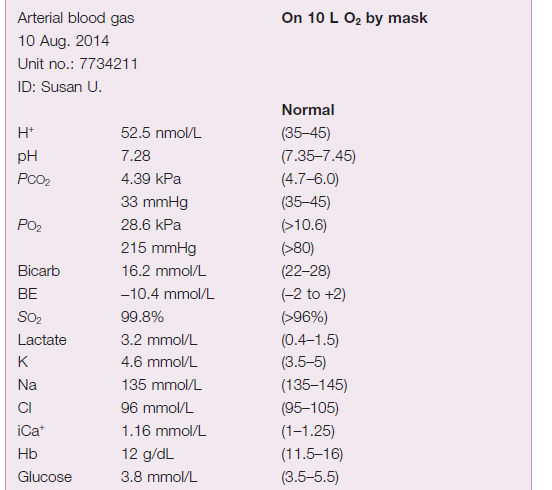 Arterial blood gas On 10 L O₂ by mask
10 Aug. 2014
Unit no.: 7734211
ID: Susan U.
Normal
H⁺ 52.5 nmol/L (35–45)
pH 7.28 (7.35–7.45)
PCO₂ 4.39 kPa (4.7–6.0)
33 mmHg (35–45)
PO₂ 28.6 kPa (>10.6)
215 mmHg (>80)
Bicarb 16.2 mmol/L (22–28)
BE –10.4 mmol/L (–2 to +2)
SO₂ 99.8% (>96%)
Lactate 3.2 mmol/L (0.4–1.5)
K 4.6 mmol/L (3.5–5)
Na 135 mmol/L (135–145)
Cl 96 mmol/L (95–105)
iCa⁺ 1.16 mmol/L (1–1.25)
Hb 12 g/dL (11.5–16)
Glucose 3.8 mmol/L (3.5–5.5)